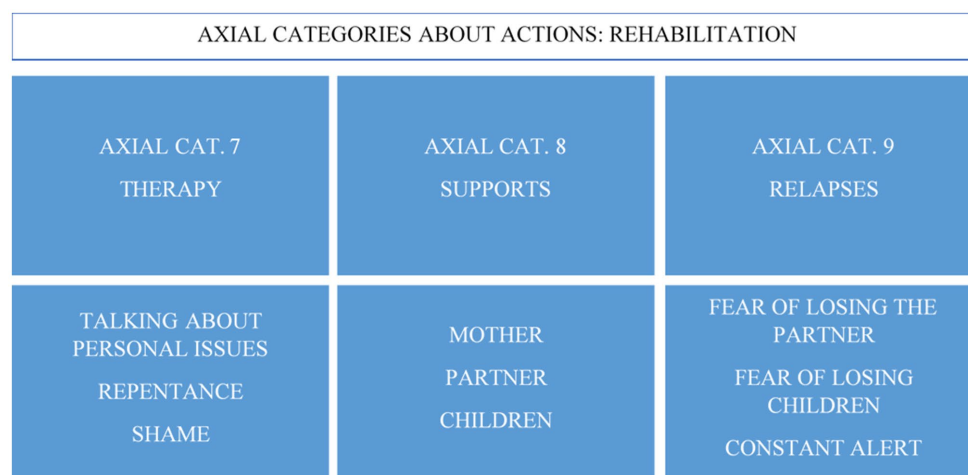 AXIAL CATEGORIES ABOUT ACTIONS: REHABILITATION
AXIAL CAT. 7
THERAPY
AXIAL CAT. 8
SUPPORTS
AXIAL CAT. 9
RELAPSES
TALKING ABOUT
PERSONAL ISSUES
REPENTANCE
SHAME
MOTHER
PARTNER
CHILDREN
FEAR OF LOSING THE
PARTNER
FEAR OF LOSING
CHILDREN
CONSTANT ALERT